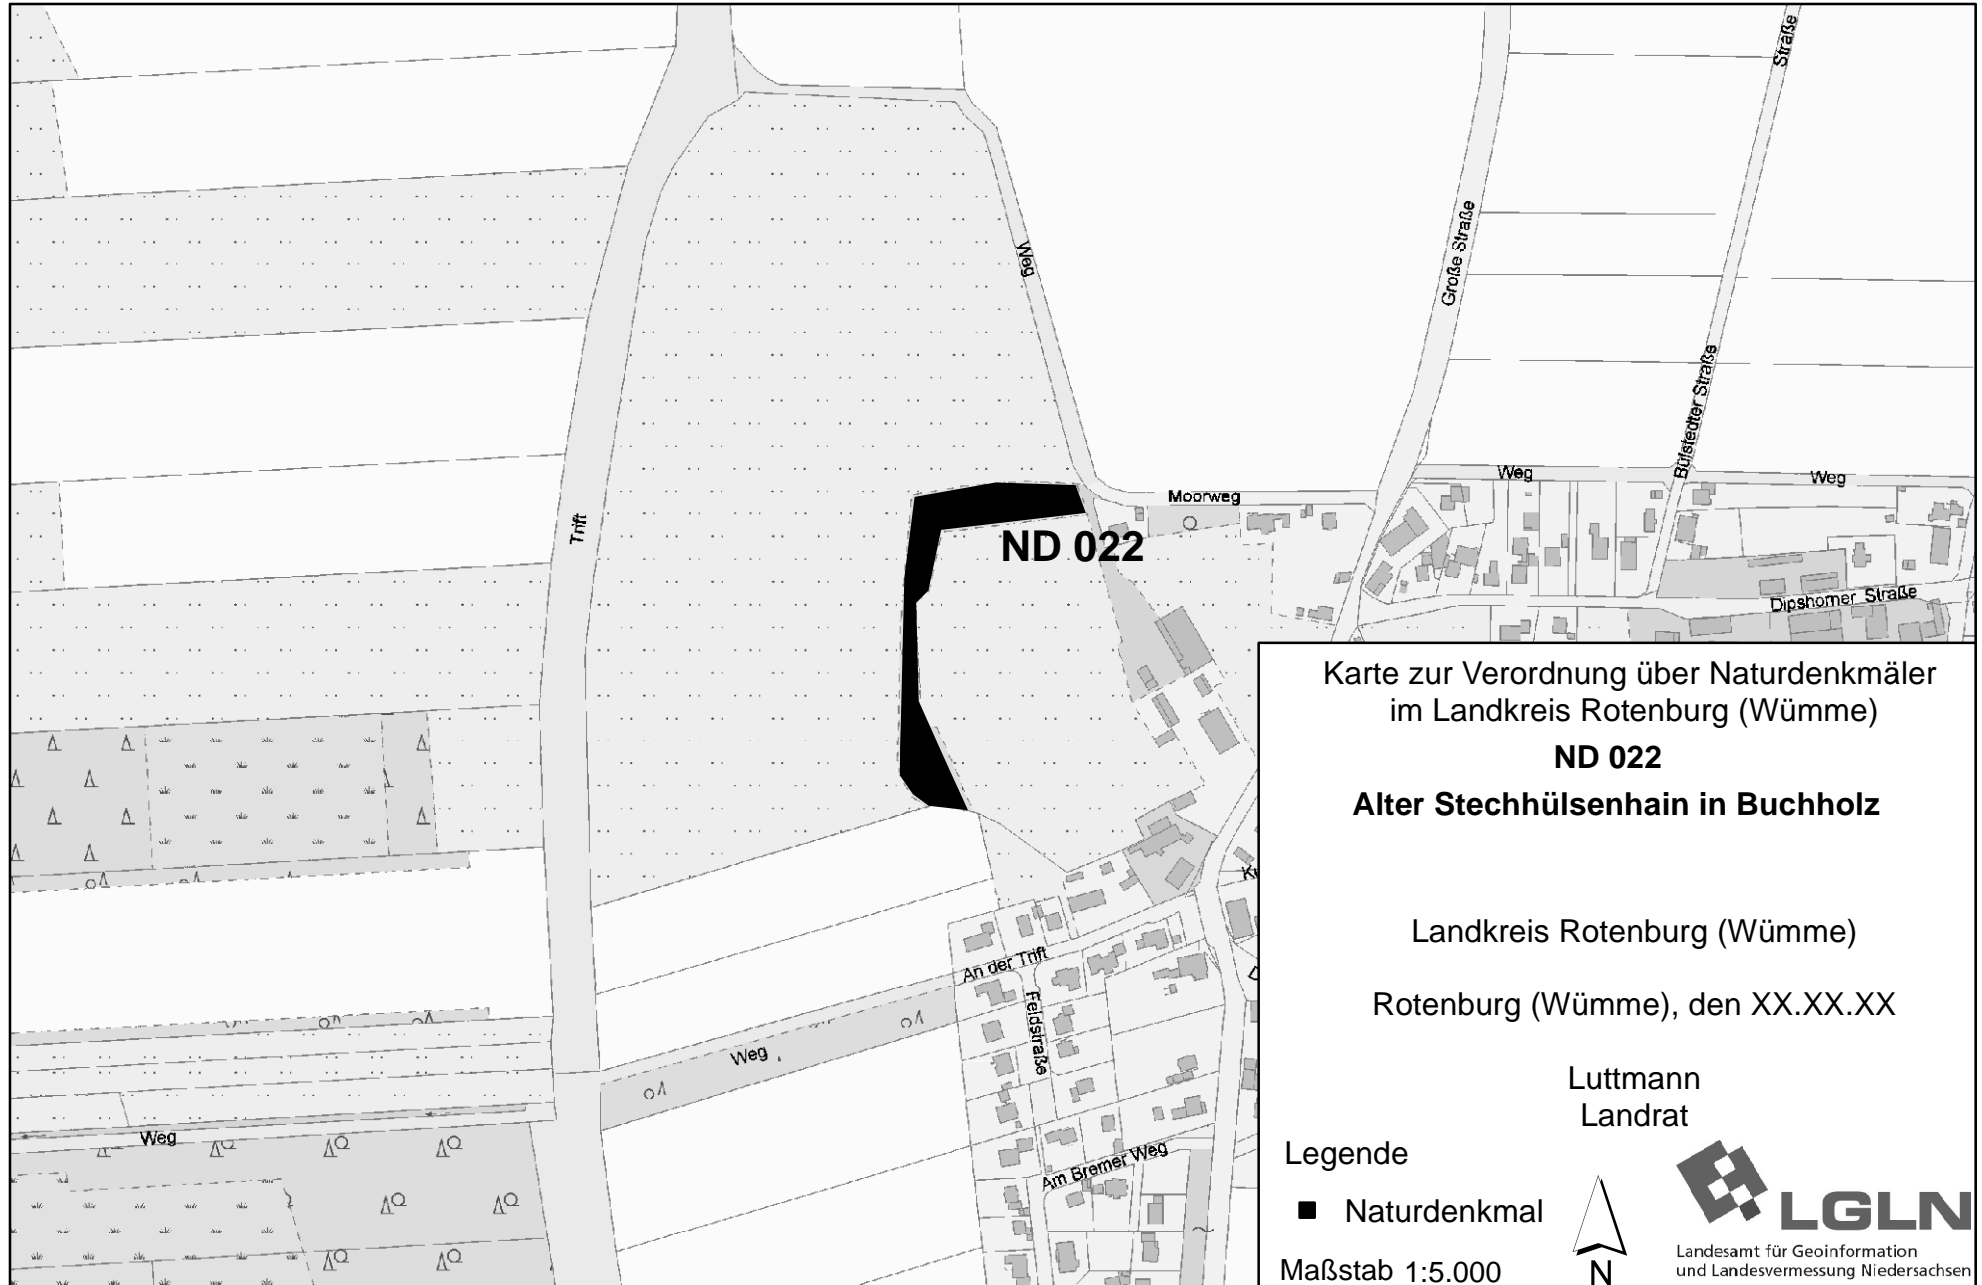 Straße
Große Straße
Weg
Bülstedter Straße
Trift
Moorweg
Weg
Weg
ND 022
Dipshorner Straße
An der Trift
Feldstraße
Weg
Weg
Am Bremer Weg
Karte zur Verordnung über Naturdenkmäler
im Landkreis Rotenburg (Wümme)
ND 022
Alter Stechhülsenhain in Buchholz
Landkreis Rotenburg (Wümme)
Rotenburg (Wümme), den XX.XX.XX
Luttmann
Landrat
Legende
Naturdenkmal
Maßstab 1:5.000
N
LGLN
Landesamt für Geoinformation
und Landesvermessung Niedersachsen